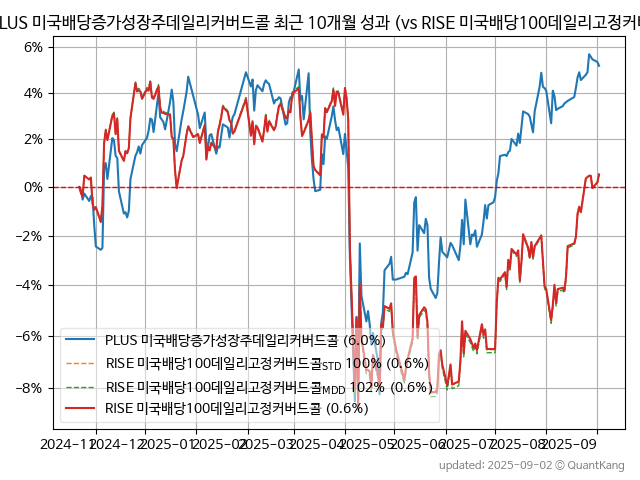 PLUS 미국배당증가성장주데일리커버드콜 최근 10개월 성과 (vs RISE 미국배당100데일리고정커버
6%
4%
2%
0%
−2%
−4%
−6%
−8%
PLUS 미국배당증가성장주데일리커버드콜 (6.0%)
RISE 미국배당100데일리고정커버드콜STD 100% (0.6%)
RISE 미국배당100데일리고정커버드콜MDD 102% (0.6%)
RISE 미국배당100데일리고정커버드콜 (0.6%)
2024-11 2024-12 2025-01 2025-02 2025-03 2025-04 2025-05 2025-06 2025-07 2025-08 2025-09
updated: 2025-09-02 © QuantKang